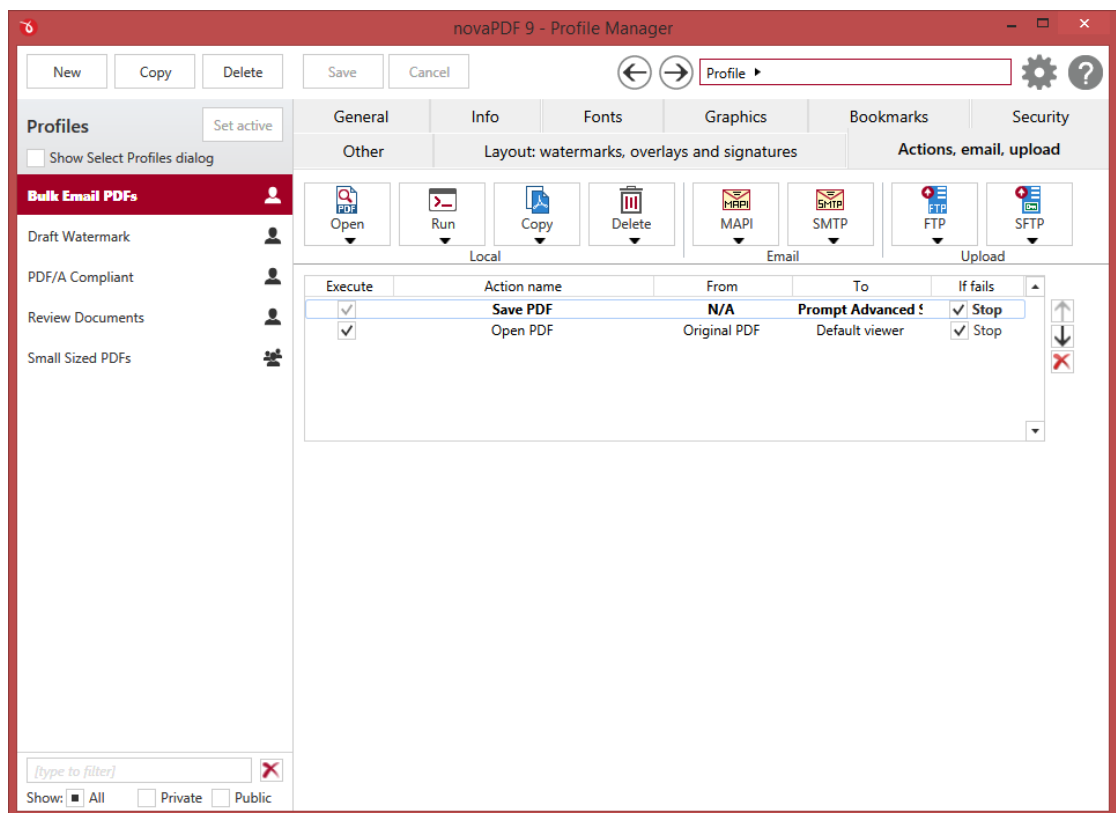 novaPDF 9 - Profile Manager
New Copy Delete Save Cancel Profile
Profiles Set active
Show Select Profiles dialog
General Info Fonts Graphics Bookmarks Security
Other Layout: watermarks, overlays and signatures Actions, email, upload
Bulk Email PDFs
Draft Watermark
PDF/A Compliant
Review Documents
Small Sized PDFs
PDF MAPI SMTP FTP
Open Run Copy Delete MAPI SMTP FTP SFTP
Local Email Upload
Execute Action name From To If fails
Save PDF N/A Prompt Advanced S Stop
Open PDF Original PDF Default viewer Stop
[type to filter]
Show: All Private Public